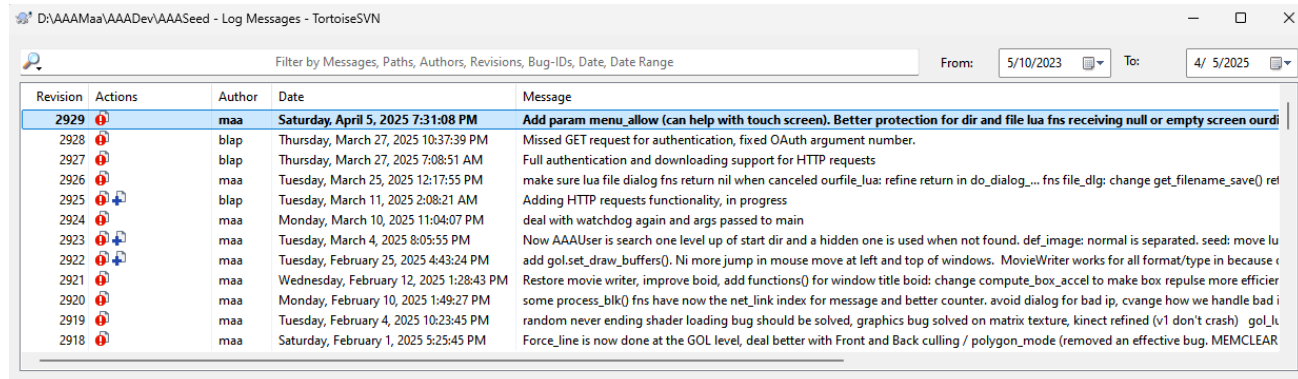 D:\AAAMaa\AAADev\AAASeed - Log Messages - TortoiseSVN
Filter by Messages, Paths, Authors, Revisions, Bug-IDs, Date, Date Range From: 5/10/2023 To: 4/ 5/2025
Revision Actions Author Date Message
2929 maa Saturday, April 5, 2025 7:31:08 PM Add param menu_allow (can help with touch screen). Better protection for dir and file lua fns receiving null or empty screen ourdi
2928 blap Thursday, March 27, 2025 10:37:39 PM Missed GET request for authentication, fixed OAuth argument number.
2927 blap Thursday, March 27, 2025 7:08:51 AM Full authentication and downloading support for HTTP requests
2926 maa Tuesday, March 25, 2025 12:17:55 PM make sure lua file dialog fns return nil when canceled ourfile_lua: refine return in do_dialog_... fns file_dlg: change get_filename_save() ret
2925 blap Tuesday, March 11, 2025 2:08:21 AM Adding HTTP requests functionality, in progress
2924 maa Monday, March 10, 2025 11:04:07 PM deal with watchdog again and args passed to main
2923 maa Tuesday, March 4, 2025 8:05:55 PM Now AAAUser is search one level up of start dir and a hidden one is used when not found. def_image: normal is separated. seed: move lu
2922 maa Tuesday, February 25, 2025 4:43:24 PM add gol.set_draw_buffers(). Ni more jump in mouse move at left and top of windows. MovieWriter works for all format/type in because
2921 maa Wednesday, February 12, 2025 1:28:43 PM Restore movie writer, improve boid, add functions() for window title boid: change compute_box_accel to make box repulse more efficier
2920 maa Monday, February 10, 2025 1:49:27 PM some process_blk() fns have now the net_link index for message and better counter. avoid dialog for bad ip, cvange how we handle bad i
2919 maa Tuesday, February 4, 2025 10:23:45 PM random never ending shader loading bug should be solved, graphics bug solved on matrix texture, kinect refined (v1 don't crash) gol_lu
2918 maa Saturday, February 1, 2025 5:25:45 PM Force_line is now done at the GOL level, deal better with Front and Back culling / polygon_mode (removed an effective bug. MEMCLEAR